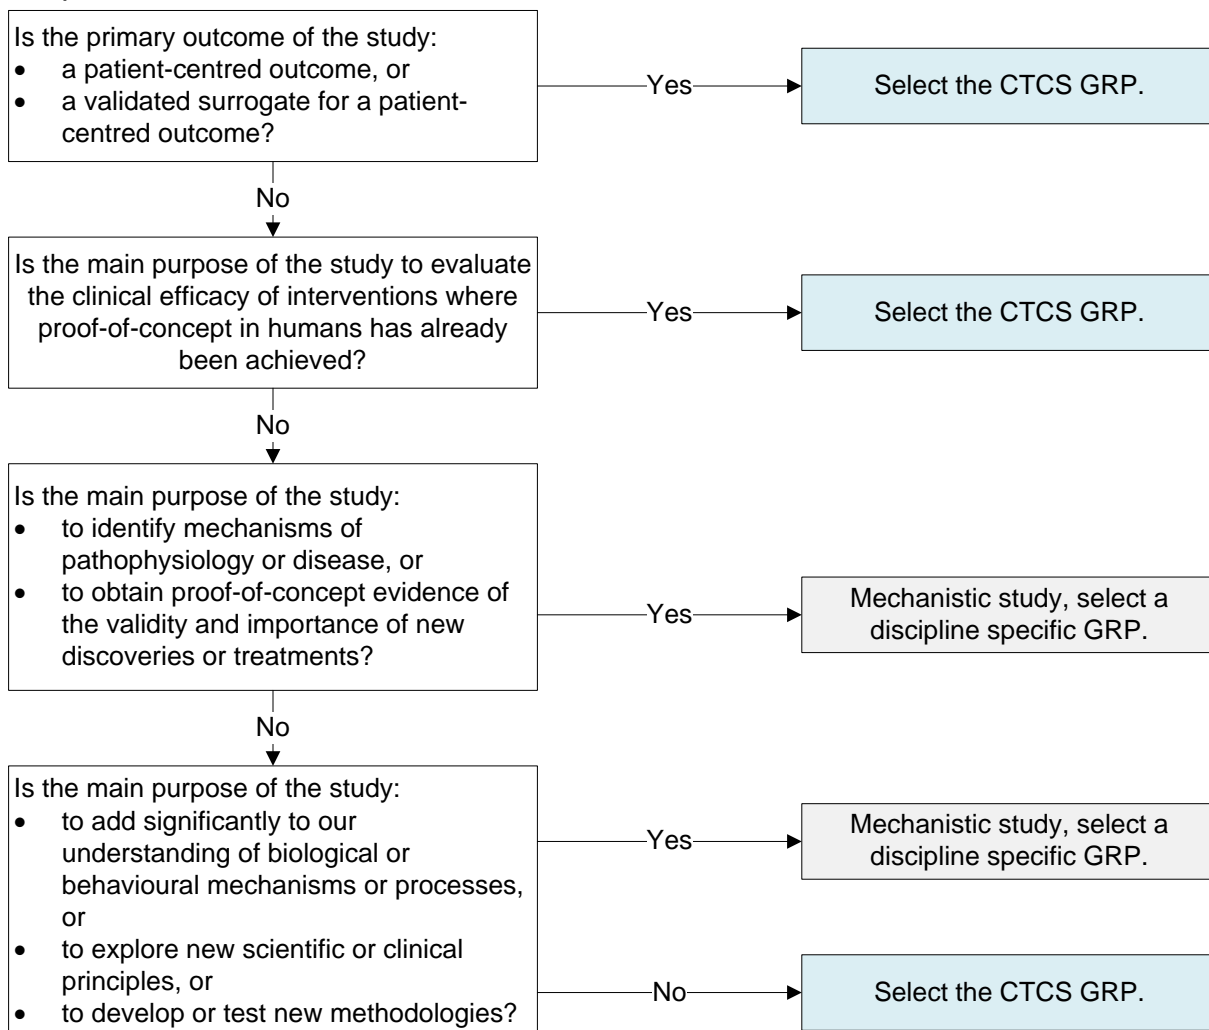 Is the primary outcome of the study:
• a patient-centred outcome, or
• a validated surrogate for a patient-
centred outcome?
Yes
Select the CTCS GRP.
No
Is the main purpose of the study to evaluate
the clinical efficacy of interventions where
proof-of-concept in humans has already
been achieved?
Yes
Select the CTCS GRP.
No
Is the main purpose of the study:
• to identify mechanisms of
pathophysiology or disease, or
• to obtain proof-of-concept evidence of
the validity and importance of new
discoveries or treatments?
Yes
Mechanistic study, select a
discipline specific GRP.
No
Is the main purpose of the study:
• to add significantly to our
understanding of biological or
behavioural mechanisms or processes,
or
• to explore new scientific or clinical
principles, or
• to develop or test new methodologies?
Yes
Mechanistic study, select a
discipline specific GRP.
No
Select the CTCS GRP.